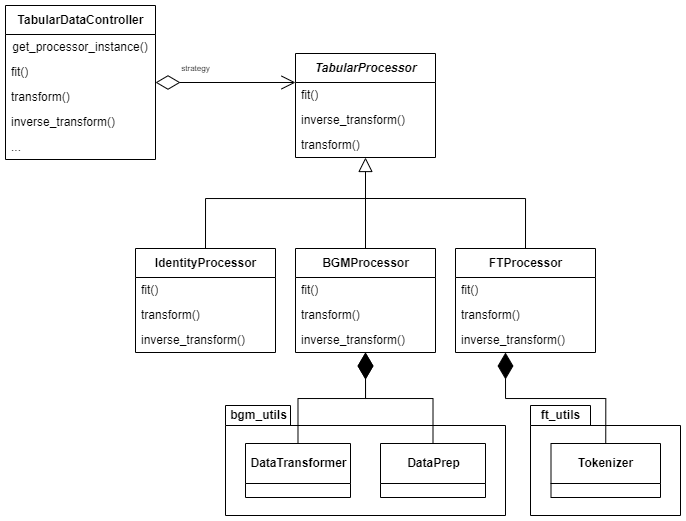 TabularDataController
get_processor_instance()
fit()
transform()
inverse_transform()
...
strategy
TabularProcessor
fit()
inverse_transform()
transform()
IdentityProcessor
fit()
transform()
inverse_transform()
BGMProcessor
fit()
transform()
inverse_transform()
FTProcessor
fit()
transform()
inverse_transform()
bgm_utils
DataTransformer
DataPrep
ft_utils
Tokenizer